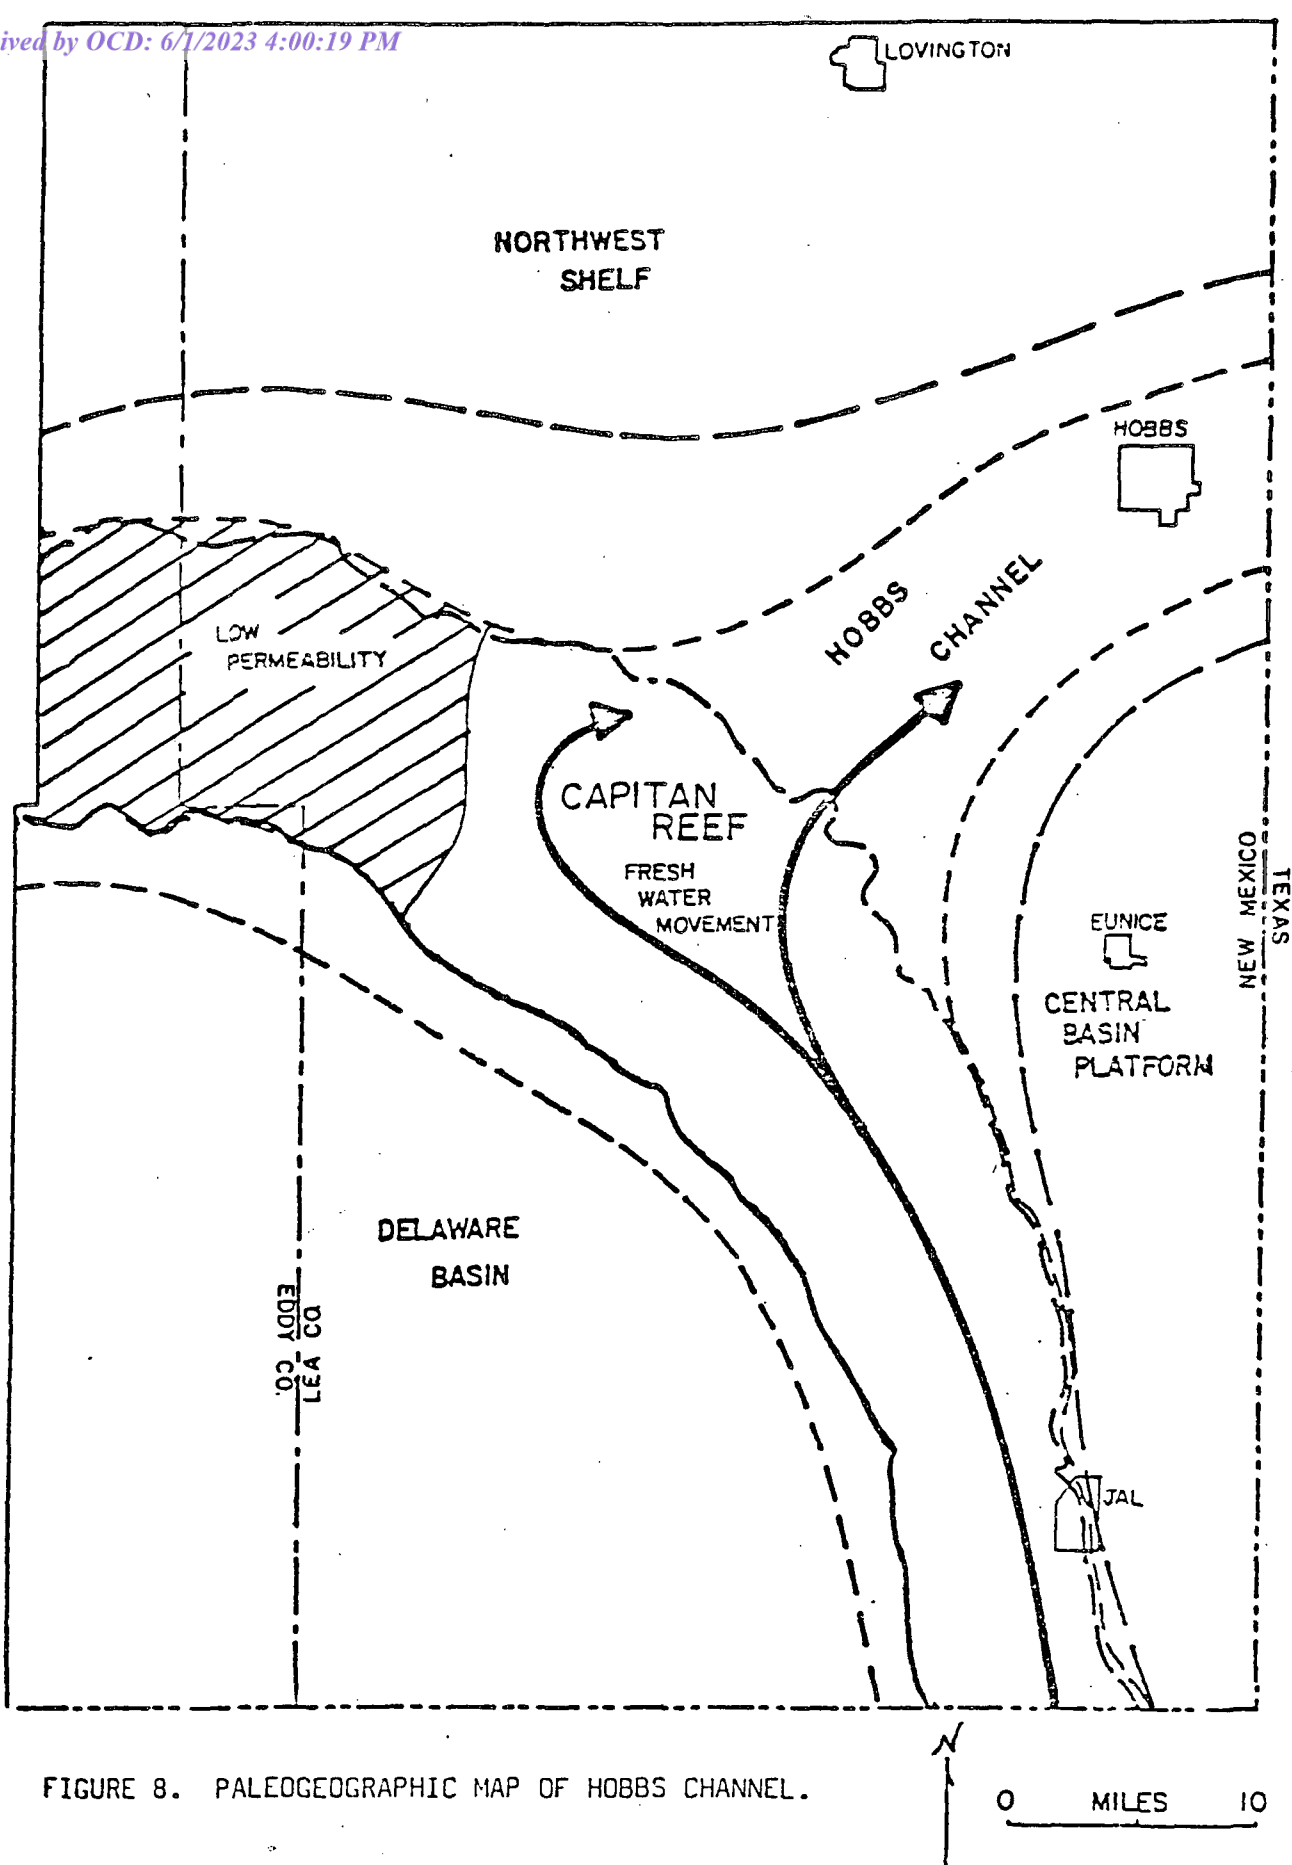 ived by OCD: 6/1/2023 4:00:19 PM
LOVINGTON
NORTHWEST
SHELF
HOBBS
HOBBS
CHANNEL
LOW
PERMEABILITY
CAPITAN
REEF
FRESH
WATER
MOVEMENT
EUNICE
CENTRAL
BASIN
PLATFORM
NEW MEXICO
TEXAS
DELAWARE
BASIN
EDDY CO.
LEA CO.
JAL
N
FIGURE 8. PALEOGEOGRAPHIC MAP OF HOBBS CHANNEL.
0 MILES 10